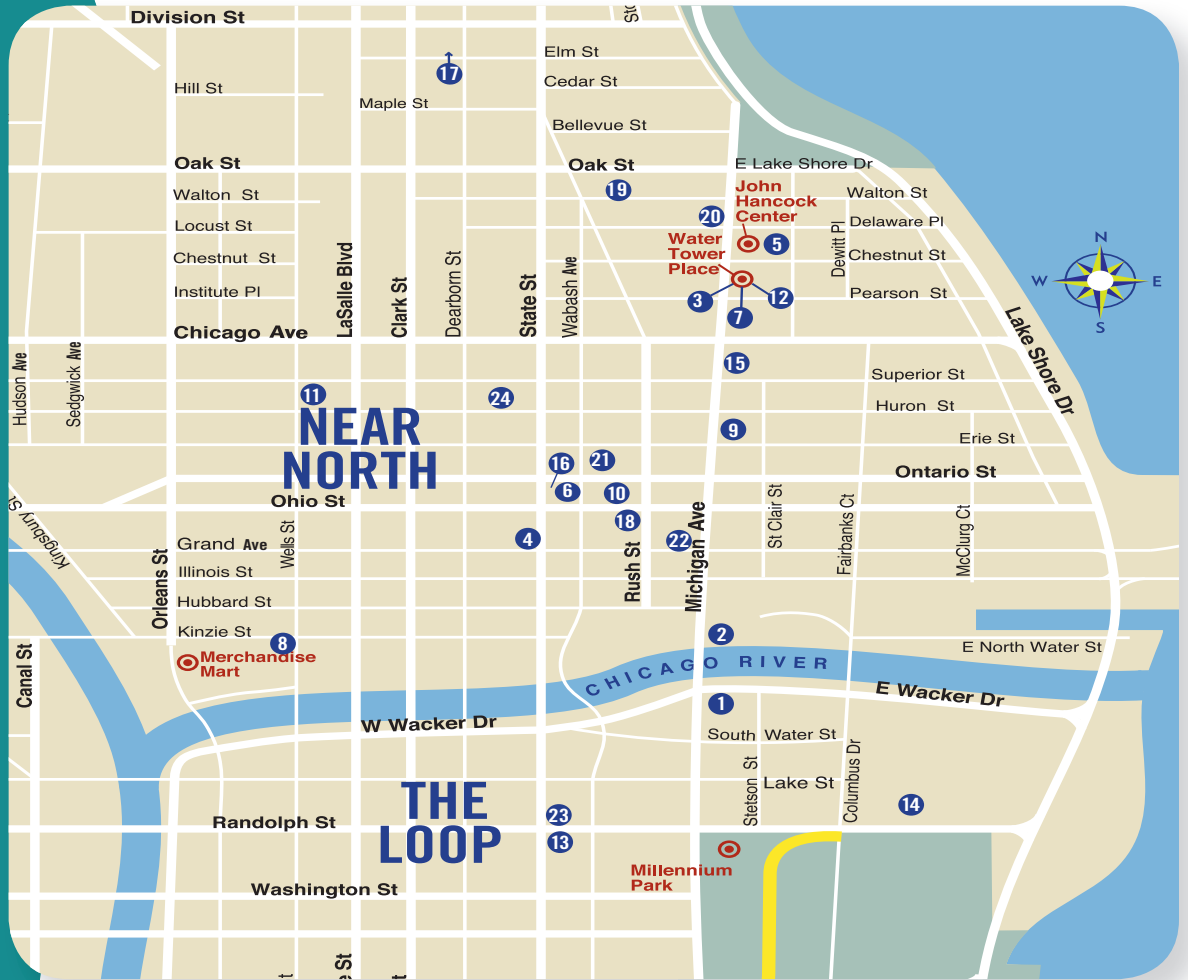 Division St
Sto
Elm St
17
Cedar St
Hill St
Maple St
Bellevue St
Oak St
Oak St
E Lake Shore Dr
19
John
Hancock
Center
Walton St
Walton St
20
Delaware Pl
Locust St
Water
Tower
Place
5
Dewitt Pl
Chestnut St
Chestnut St
N
W
E
S
Institute Pl
3
12
7
Pearson St
LaSalle Blvd
Clark St
Dearborn St
State St
Wabash Ave
Chicago Ave
Lake Shore Dr
Hudson Ave
Sedgwick Ave
15
Superior St
11
24
Huron St
NEAR
NORTH
9
Erie St
16
21
Ontario St
6
10
Ohio St
18
Kingsbury St
Grand Ave
Wells St
4
22
Michigan Ave
St Clair St
Fairbanks Ct
McClurg Ct
Illinois St
Orleans St
Rush St
Hubbard St
Kinzie St
8
2
E North Water St
Merchandise
Mart
Canal St
CHICAGO RIVER
E Wacker Dr
1
W Wacker Dr
South Water St
Stetson St
Lake St
Columbus Dr
THE
LOOP
14
23
Randolph St
13
Millennium
Park
Washington St
t
e St
t